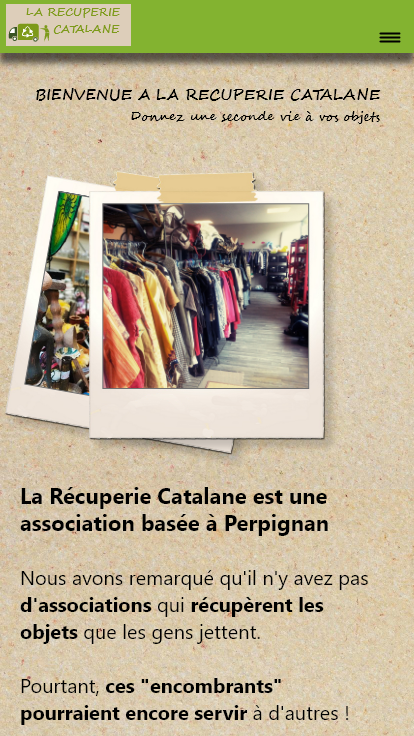 LA RECUPERIE
CATALANE
BIENVENUE A LA RECUPERIE CATALANE
Donnez une seconde vie à vos objets
La Récuperie Catalane est une
association basée à Perpignan
Nous avons remarqué qu'il n'y avez pas
d'associations qui récupèrent les
objets que les gens jettent.
Pourtant, ces "encombrants"
pourraient encore servir à d'autres !